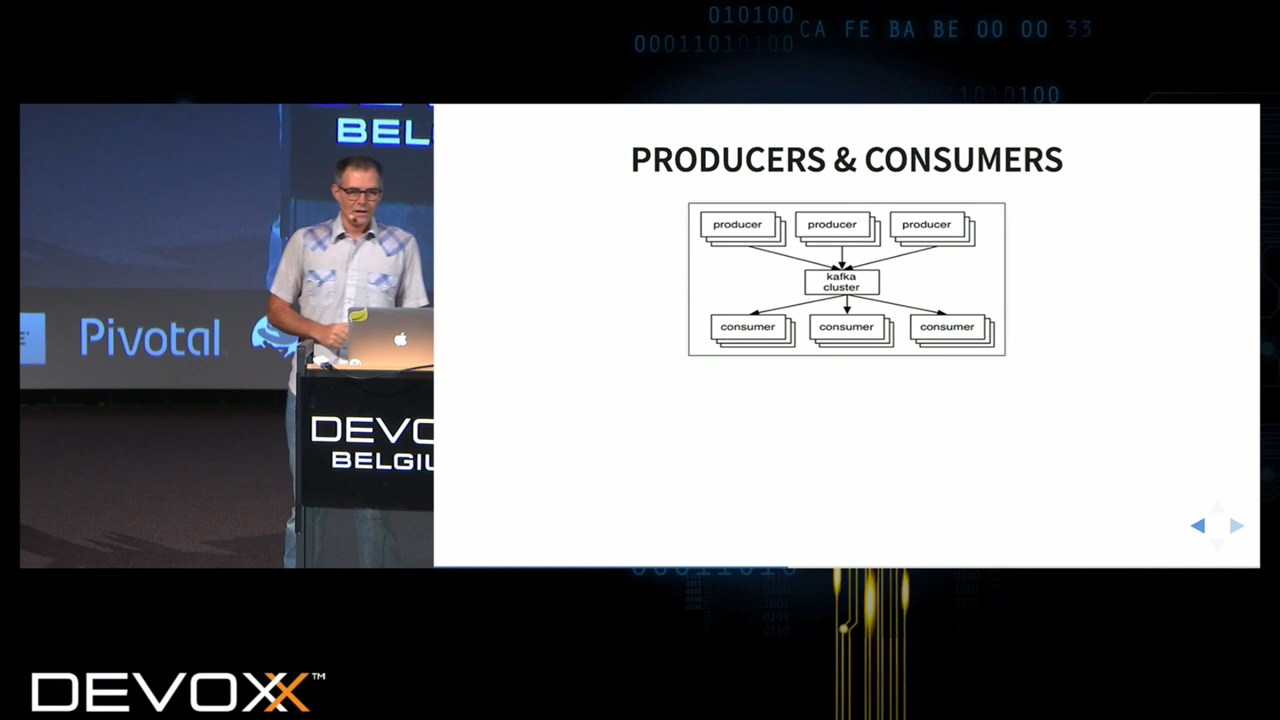 010100
00011010100
CA FE BA BE 00 00 33
1010100
BEL
Pivotal
DEVO
BELGIU
PRODUCERS & CONSUMERS
producer
producer
producer
kafka
cluster
consumer
consumer
consumer
DEVOXX™